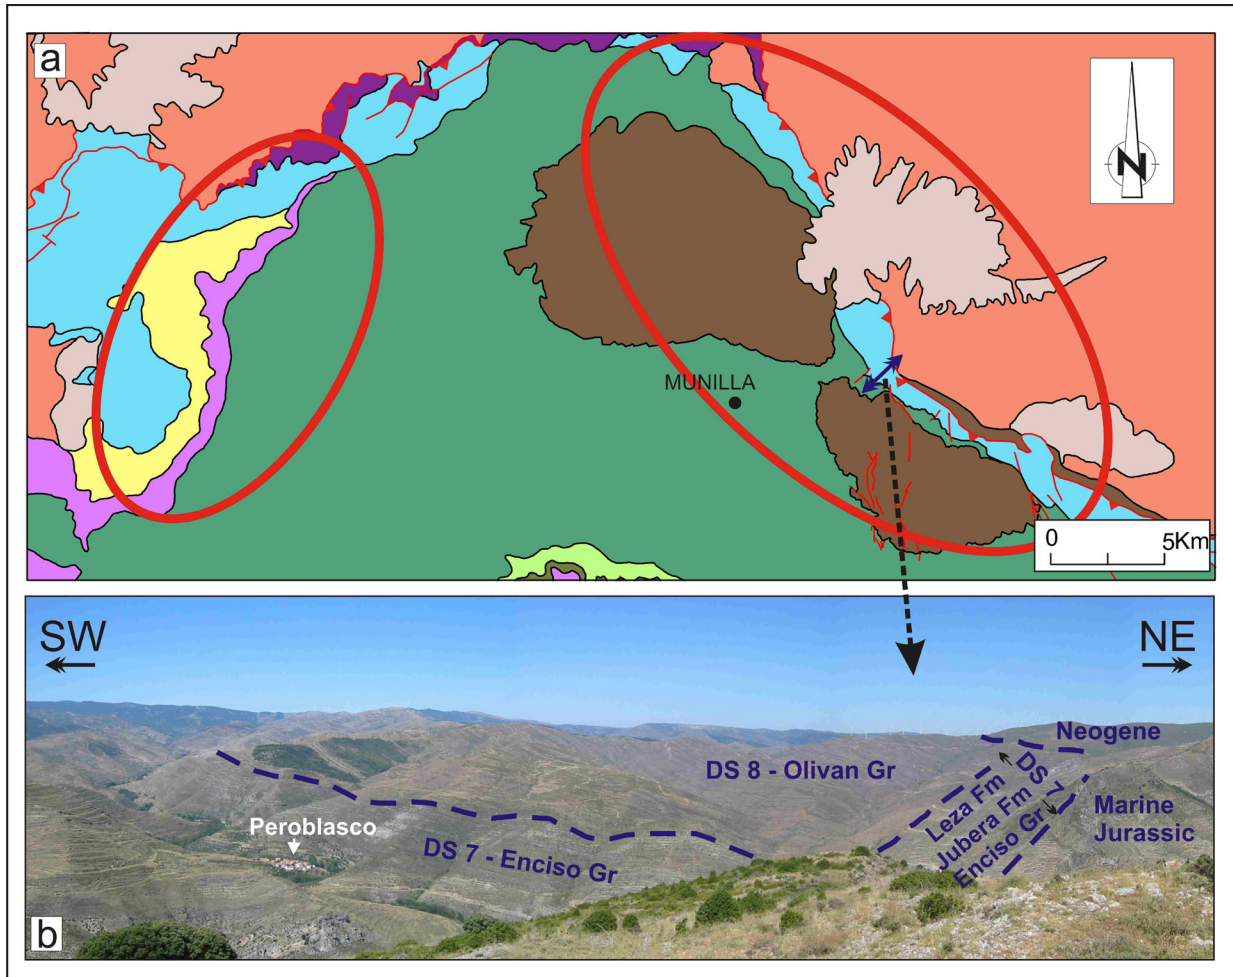 a
N
MUNILLA
0
5Km
SW
NE
Neogene
DS 8 - Olivan Gr
DS 7
Leza Fm
Jubera Fm
Enciso Gr
Marine
Jurassic
Peroblasco
DS 7 - Enciso Gr
b